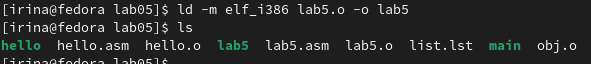 [irina@fedora lab05]$ ld -m elf_i386 lab5.o -o lab5
[irina@fedora lab05]$ ls
hello  hello.asm  hello.o  lab5  lab5.asm  lab5.o  list.lst  main  obj.o
[irina@fedora lab05]$